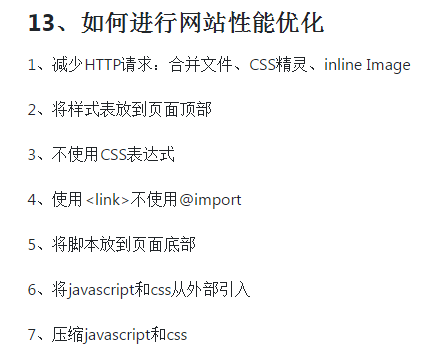 13、如何进行网站性能优化
1、减少HTTP请求：合并文件、CSS精灵、inline Image
2、将样式表放到页面顶部
3、不使用CSS表达式
4、使用<link>不使用@import
5、将脚本放到页面底部
6、将javascript和css从外部引入
7、压缩javascript和css